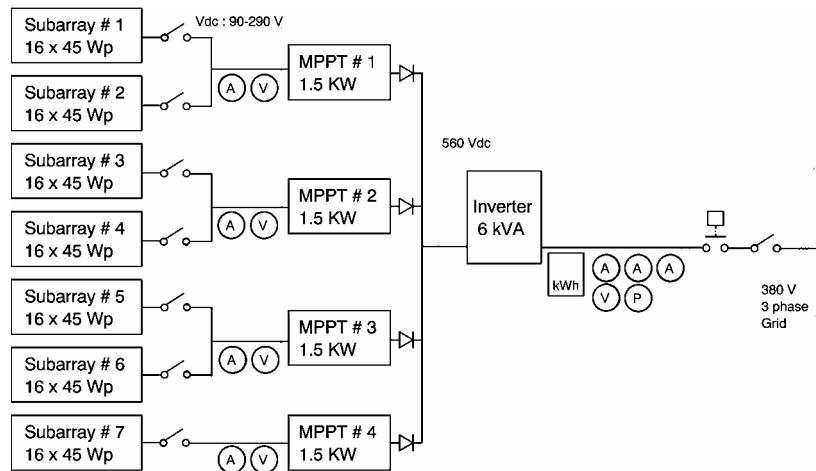 Subarray # 1
16 x 45 Wp
Vdc : 90-290 V
MPPT # 1
1.5 KW
A V
Subarray # 2
16 x 45 Wp
560 Vdc
Subarray # 3
16 x 45 Wp
MPPT # 2
1.5 KW
A V
Subarray # 4
16 x 45 Wp
Inverter
6 kVA
kWh
A A A
V P
380 V
3 phase
Grid
Subarray # 5
16 x 45 Wp
MPPT # 3
1.5 KW
A V
Subarray # 6
16 x 45 Wp
Subarray # 7
16 x 45 Wp
MPPT # 4
1.5 KW
A V